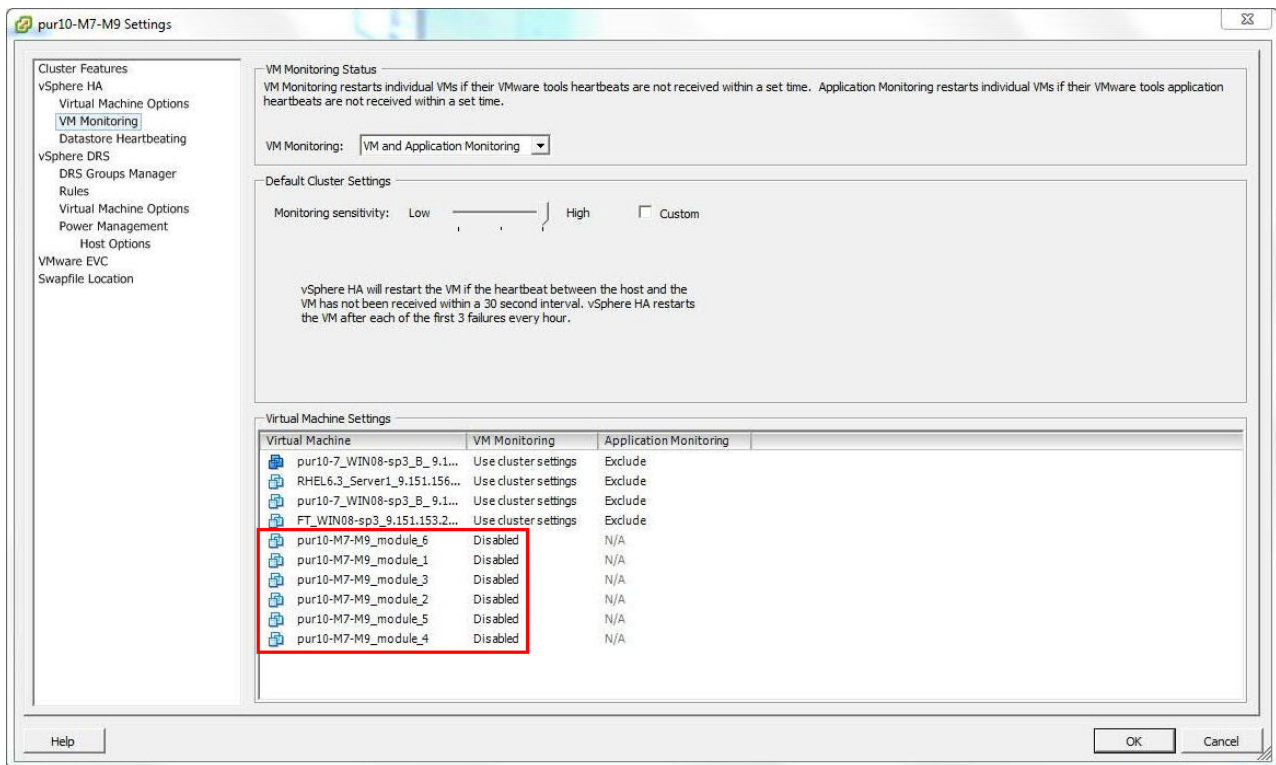 pur10-M7-M9 Settings
Cluster Features
vSphere HA
Virtual Machine Options
VM Monitoring
Datastore Heartbeating
vSphere DRS
DRS Groups Manager
Rules
Virtual Machine Options
Power Management
Host Options
VMware EVC
Swapfile Location
VM Monitoring Status
VM Monitoring restarts individual VMs if their VMware tools heartbeats are not received within a set time. Application Monitoring restarts individual VMs if their VMware tools application
heartbeats are not received within a set time.
VM Monitoring: VM and Application Monitoring
Default Cluster Settings
Monitoring sensitivity: Low High Custom
vSphere HA will restart the VM if the heartbeat between the host and the
VM has not been received within a 30 second interval. vSphere HA restarts
the VM after each of the first 3 failures every hour.
Virtual Machine Settings
Virtual Machine VM Monitoring Application Monitoring
pur10-7_WIN08-sp3_B_ 9.1... Use cluster settings Exclude
RHEL6.3_Server1_9.151.156... Use cluster settings Exclude
pur10-7_WIN08-sp3_B_ 9.1... Use cluster settings Exclude
FT_WIN08-sp3_9.151.153.2... Use cluster settings Exclude
pur10-M7-M9_module_6 Disabled N/A
pur10-M7-M9_module_1 Disabled N/A
pur10-M7-M9_module_3 Disabled N/A
pur10-M7-M9_module_2 Disabled N/A
pur10-M7-M9_module_5 Disabled N/A
pur10-M7-M9_module_4 Disabled N/A
Help OK Cancel